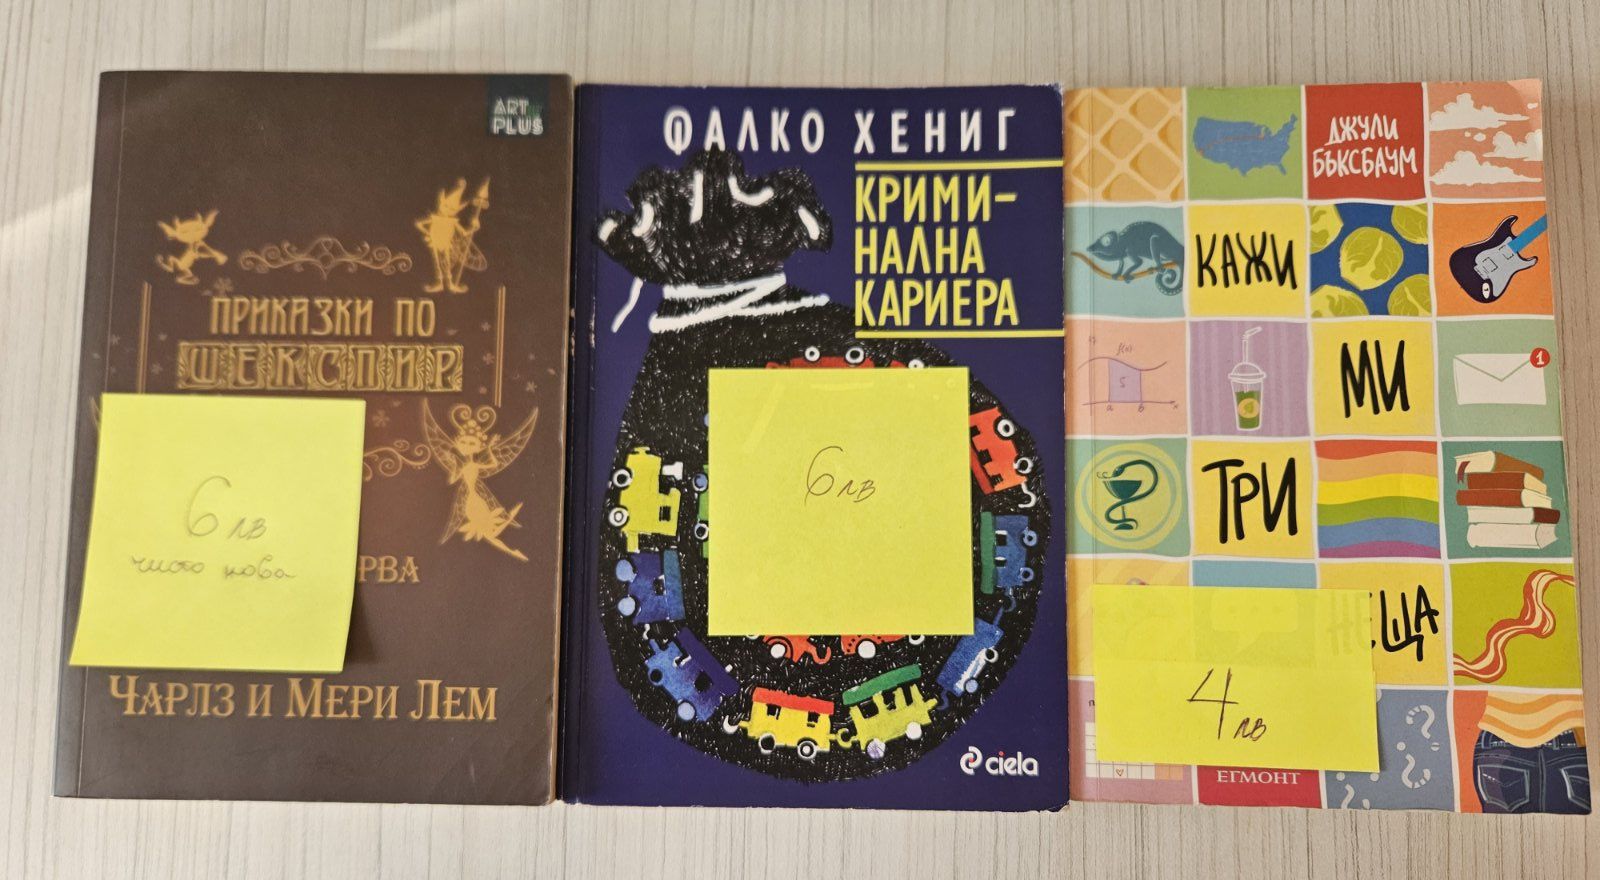 ART
PLUS
ПРИКАЗКИ ПО
ШЕКСПИР
6 лв
чисто нова
РВА
ЧАРЛЗ И МЕРИ ЛЕМ
ФАЛКО ХЕНИГ
КРИМИ-
НАЛНА
КАРИЕРА
6 лв
ciela
ДЖУЛИ
БЪКСБАУМ
КАЖИ
МИ
1
f(x)
S
a b x
ТРИ
НЕЩА
4 лв
ЕГМОНТ